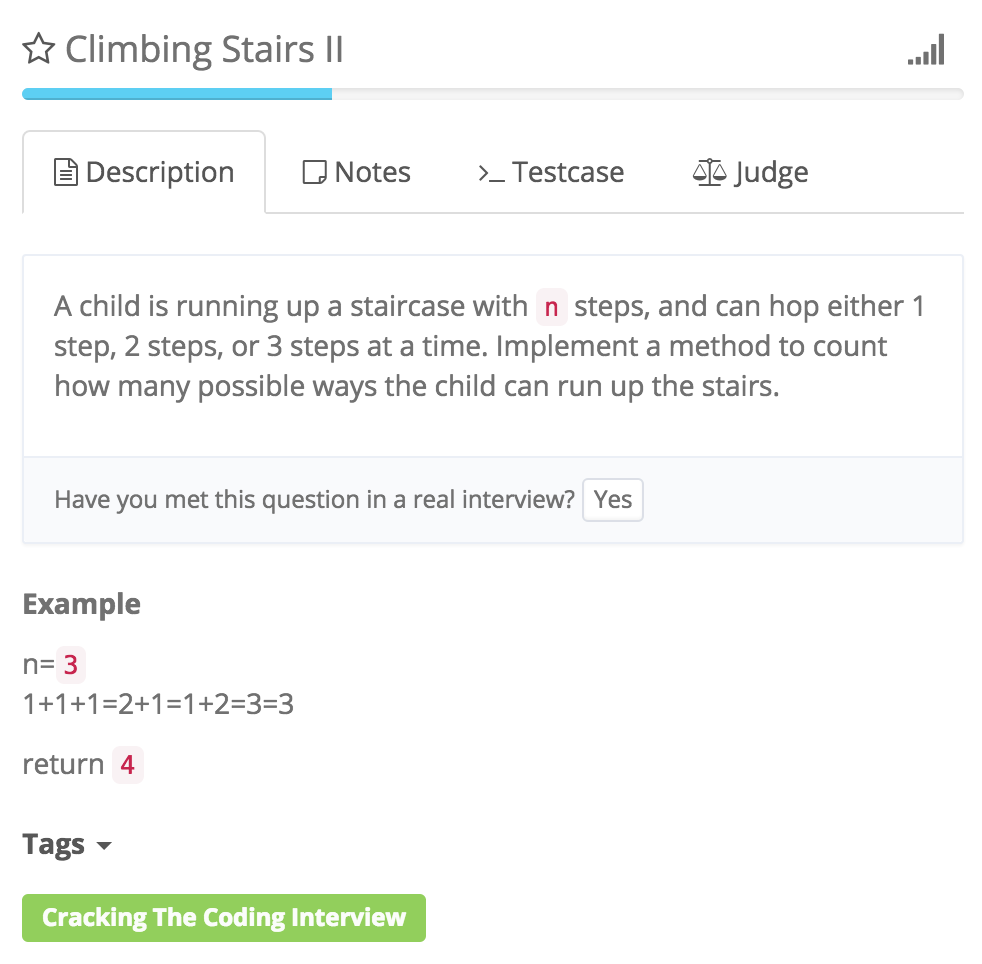 Climbing Stairs II
Description
Notes
Testcase
Judge
A child is running up a staircase with n steps, and can hop either 1
step, 2 steps, or 3 steps at a time. Implement a method to count
how many possible ways the child can run up the stairs.
Have you met this question in a real interview? Yes
Example
n=3
1+1+1=2+1=1+2=3=3
return 4
Tags
Cracking The Coding Interview